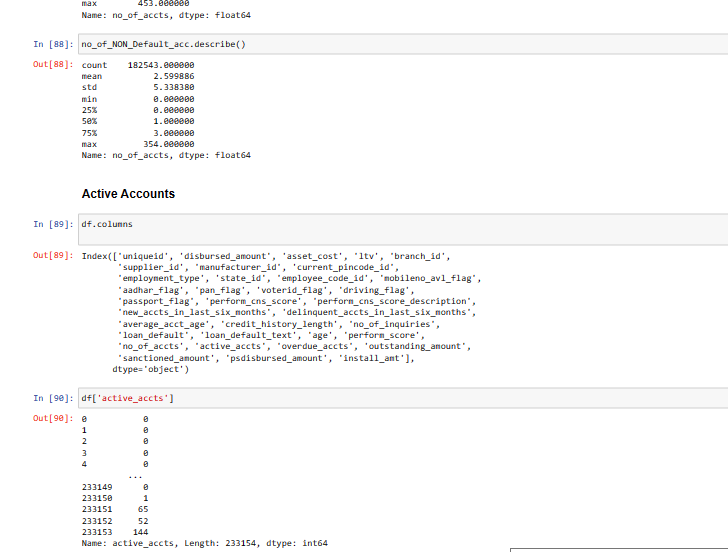 max 453.000000
Name: no_of_accts, dtype: float64
In [88]: no_of_NON_Default_acc.describe()
Out[88]: count 182543.000000
mean 2.599886
std 5.338380
min 0.000000
25% 0.000000
50% 1.000000
75% 3.000000
max 354.000000
Name: no_of_accts, dtype: float64
Active Accounts
In [89]: df.columns
Out[89]: Index(['uniqueid', 'disbursed_amount', 'asset_cost', 'ltv', 'branch_id',
'supplier_id', 'manufacturer_id', 'current_pincode_id',
'employment_type', 'state_id', 'employee_code_id', 'mobileno_avl_flag',
'aadhar_flag', 'pan_flag', 'voterid_flag', 'driving_flag',
'passport_flag', 'perform_cns_score', 'perform_cns_score_description',
'new_accts_in_last_six_months', 'delinquent_accts_in_last_six_months',
'average_acct_age', 'credit_history_length', 'no_of_inquiries',
'loan_default', 'loan_default_text', 'age', 'perform_score',
'no_of_accts', 'active_accts', 'overdue_accts', 'outstanding_amount',
'sanctioned_amount', 'psdisbursed_amount', 'install_amt'],
dtype='object')
In [90]: df['active_accts']
Out[90]: 0 0
1 0
2 0
3 0
4 0
...
233149 0
233150 1
233151 65
233152 52
233153 144
Name: active_accts, Length: 233154, dtype: int64